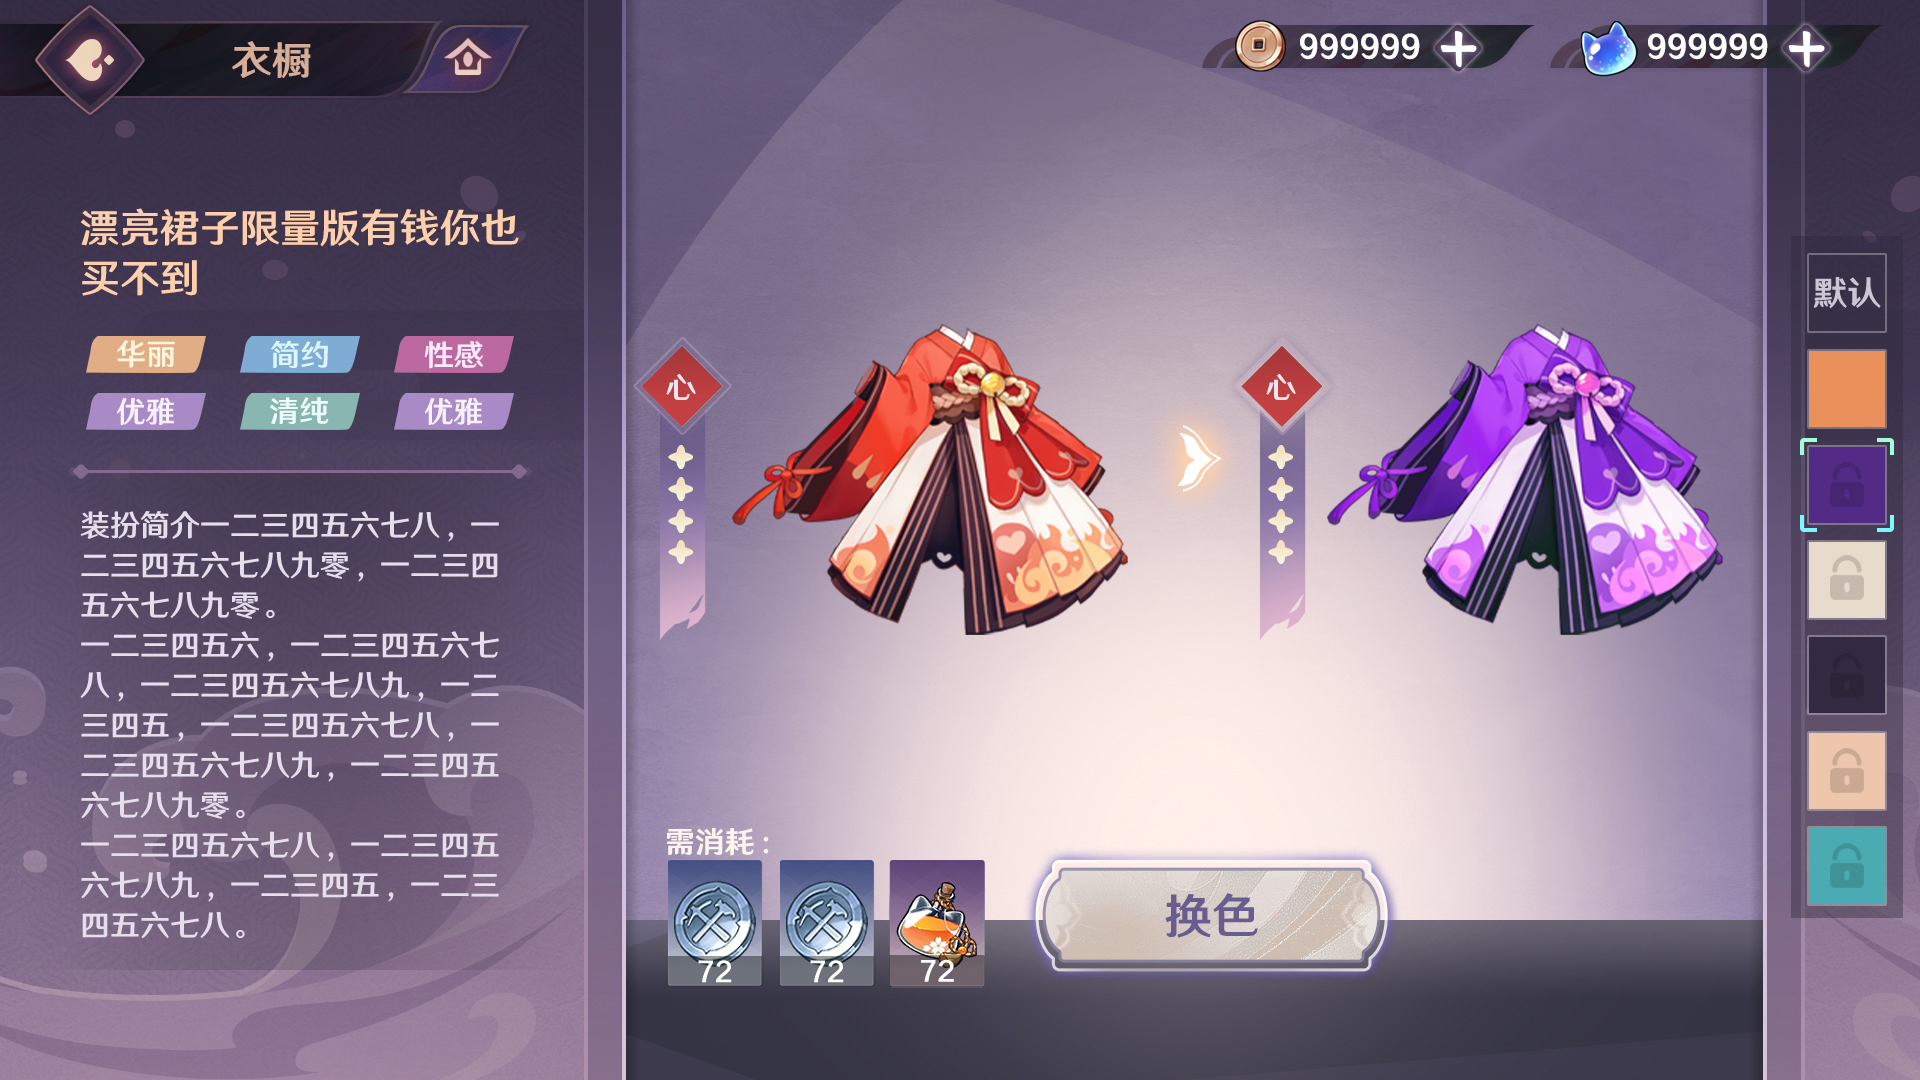 衣橱
999999
999999
漂亮裙子限量版有钱你也
买不到
华丽 简约 性感
优雅 清纯 优雅
装扮简介一二三四五六七八，一
二三四五六七八九零，一二三四
五六七八九零。
一二三四五六，一二三四五六七
八，一二三四五六七八九，一二
三四五，一二三四五六七八，一
二三四五六七八九，一二三四五
六七八九零。
一二三四五六七八，一二三四五
六七八九，一二三四五，一二三
四五六七八。
心
心
需消耗：
72 72 72
换色
默认